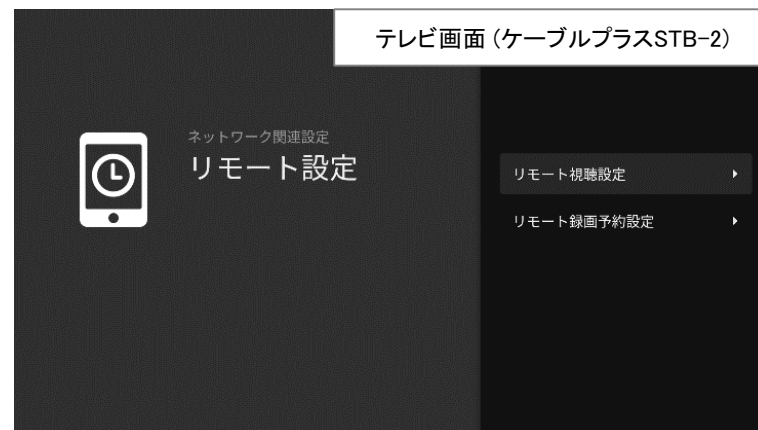 テレビ画面 (ケーブルプラスSTB-2)
ネットワーク関連設定
リモート設定
リモート視聴設定
リモート録画予約設定